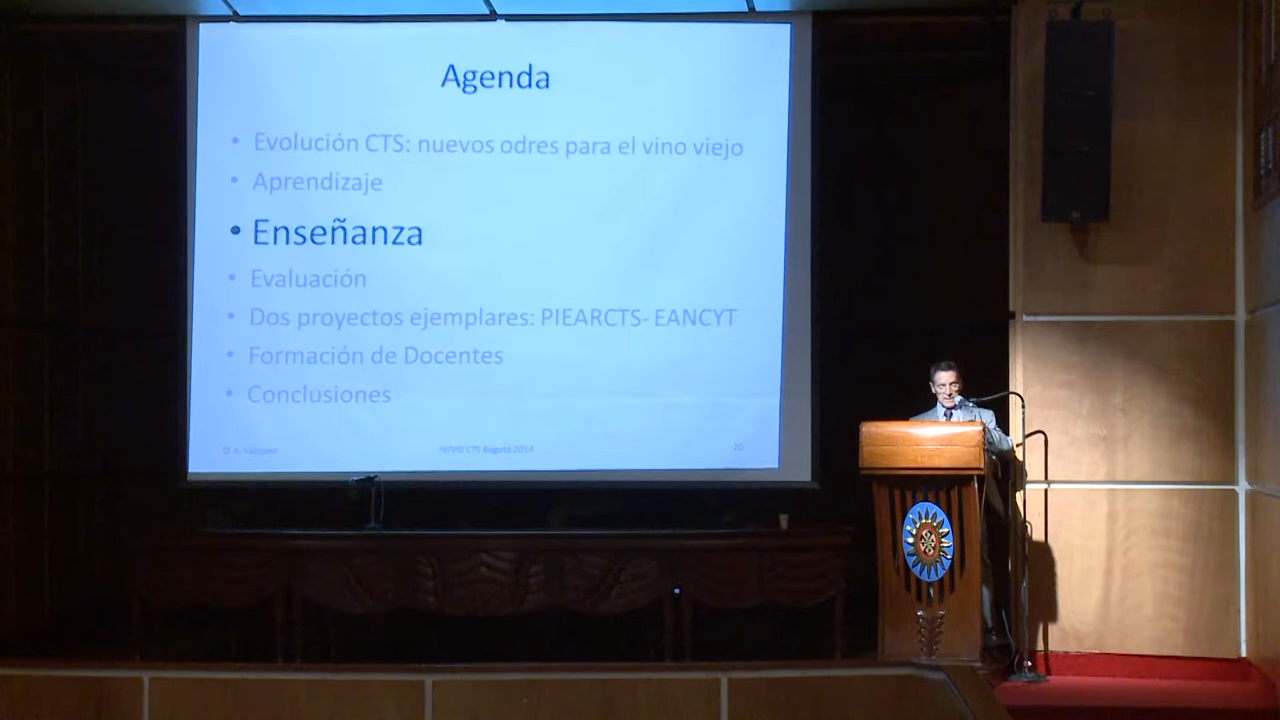 Agenda
• Evolución CTS: nuevos odres para el vino viejo
• Aprendizaje
• Enseñanza
• Evaluación
• Dos proyectos ejemplares: PIEARCTS- EANCYT
• Formación de Docentes
• Conclusiones
© A. Vázquez
IV/VIII CTS Bogotá 2014
20